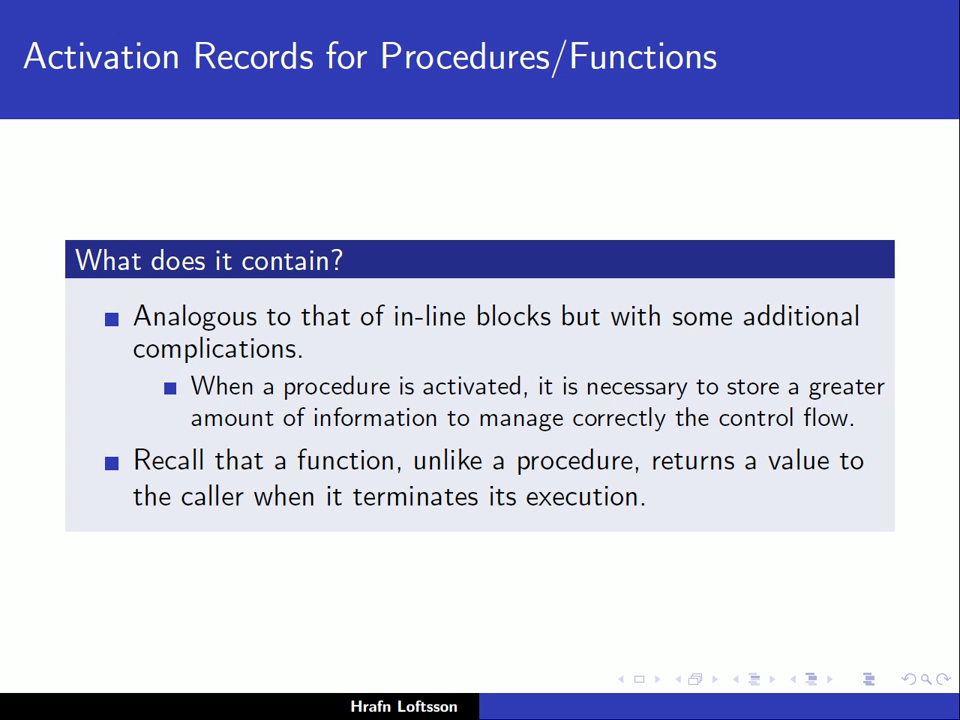 Activation Records for Procedures/Functions
What does it contain?
Analogous to that of in-line blocks but with some additional
complications.
When a procedure is activated, it is necessary to store a greater
amount of information to manage correctly the control flow.
Recall that a function, unlike a procedure, returns a value to
the caller when it terminates its execution.
Hrafn Loftsson